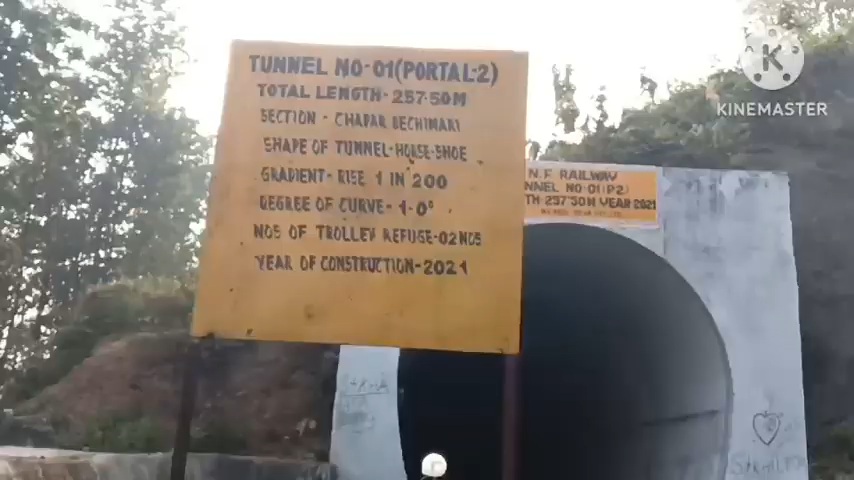 TUNNEL NO-01(PORTAL-2)
TOTAL LENGTH-257.50M
SECTION - CHAPAR BECHIMARI
SHAPE OF TUNNEL-HORSE-SHOE
GRADIENT- RISE 1 IN 200
DEGREE OF CURVE- 1.0°
NOS OF TROLLEY REFUSE-02NOS
YEAR OF CONSTRUCTION-2021
N.F. RAILWAY
NNEL NO-01(P2)
TH-257.50M YEAR 2021
K
KINEMASTER